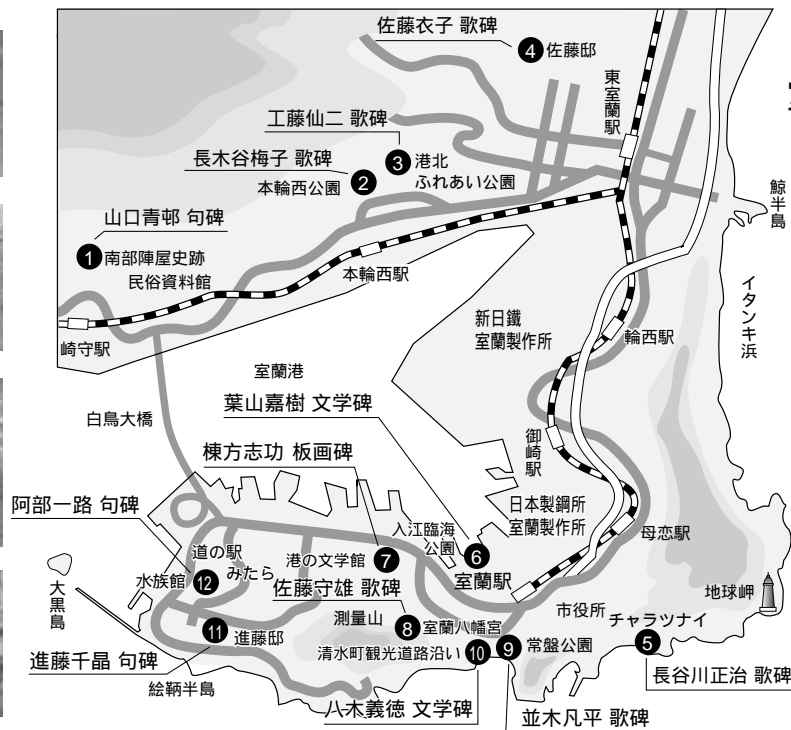 佐藤衣子 歌碑
4 佐藤邸
東室蘭駅
工藤仙二 歌碑
3 港北
ふれあい公園
長木谷梅子 歌碑
本輪西公園 2
鯨半島
山口青邨 句碑
1 南部陣屋史跡
民俗資料館
本輪西駅
イタンキ浜
新日鐵
室蘭製作所
輪西駅
崎守駅
室蘭港
白鳥大橋
葉山嘉樹 文学碑
御崎駅
棟方志功 板画碑
日本製鋼所
室蘭製作所
阿部一路 句碑
入江臨海
公園
6
室蘭駅
母恋駅
道の駅
みたら
水族館 12
港の文学館 7
大黒島
佐藤守雄 歌碑
地球岬
市役所
チャラツナイ
5
測量山
8 室蘭八幡宮
11 進藤邸
清水町観光道路沿い 10
9 常盤公園
進藤千晶 句碑
長谷川正治 歌碑
絵鞆半島
八木義徳 文学碑
並木凡平 歌碑